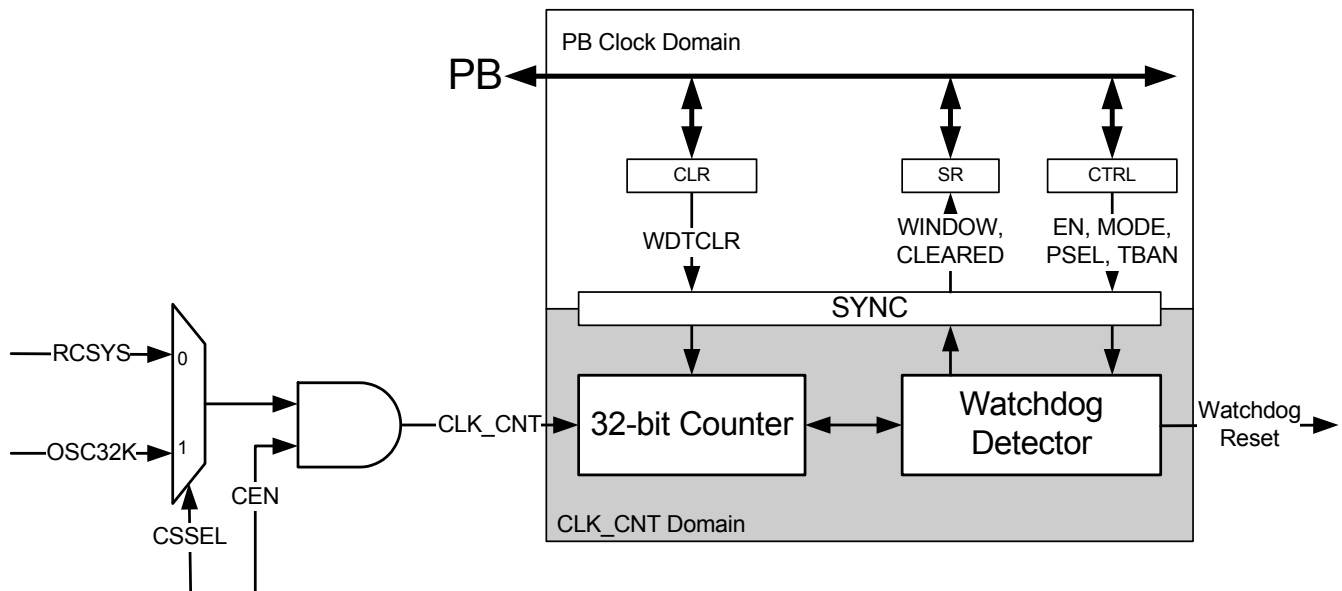 PB Clock Domain
PB
CLR
SR
CTRL
WDTCLR
WINDOW,
CLEARED
EN, MODE,
PSEL, TBAN
SYNC
RCSYS
0
OSC32K
1
CSSEL
CEN
CLK_CNT
32-bit Counter
Watchdog
Detector
Watchdog
Reset
CLK_CNT Domain